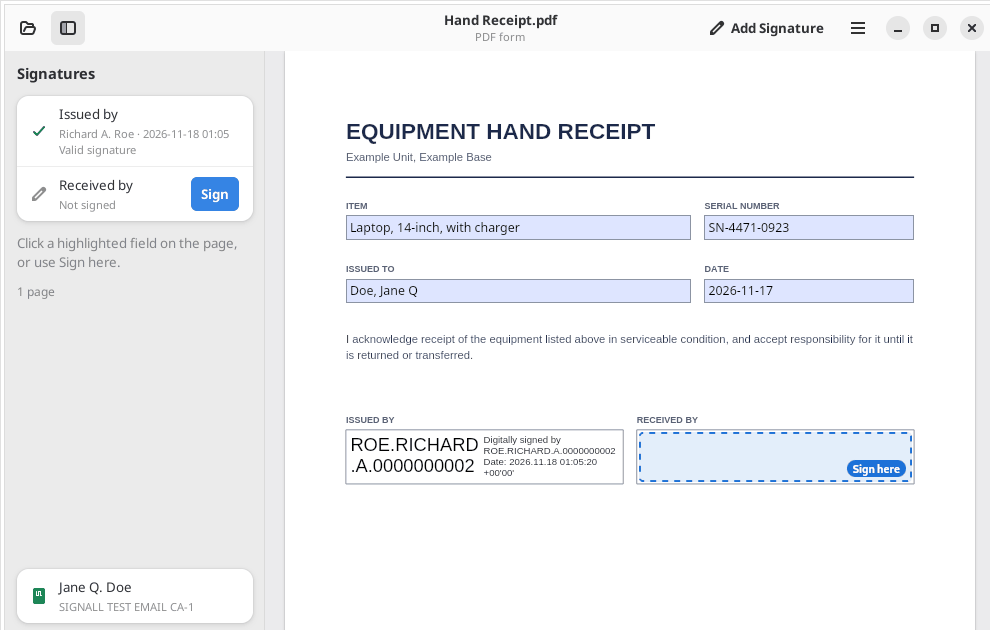 Hand Receipt.pdf
PDF form
Add Signature
Signatures
Issued by
Richard A. Roe · 2026-11-18 01:05
Valid signature
Received by
Not signed
Sign
Click a highlighted field on the page,
or use Sign here.
1 page
Jane Q. Doe
SIGNALL TEST EMAIL CA-1
EQUIPMENT HAND RECEIPT
Example Unit, Example Base
ITEM
Laptop, 14-inch, with charger
SERIAL NUMBER
SN-4471-0923
ISSUED TO
Doe, Jane Q
DATE
2026-11-17
I acknowledge receipt of the equipment listed above in serviceable condition, and accept responsibility for it until it
is returned or transferred.
ISSUED BY
ROE.RICHARD
.A.0000000002
Digitally signed by
ROE.RICHARD.A.0000000002
Date: 2026.11.18 01:05:20
+00'00'
RECEIVED BY
Sign here